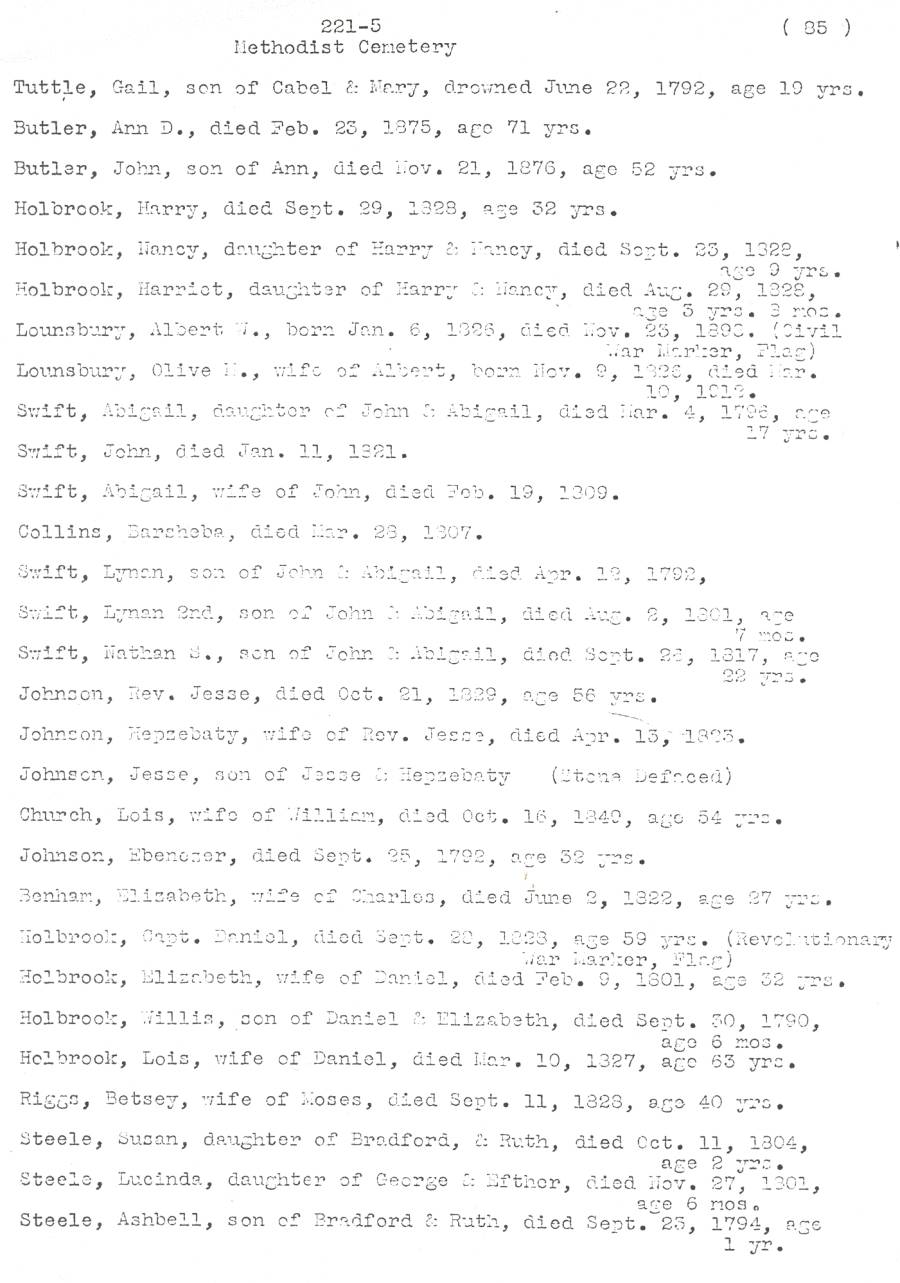 221-5 ( 85 )
Methodist Cemetery
Tuttle, Gail, son of Cabel & Mary, drowned June 22, 1792, age 19 yrs.
Butler, Ann D., died Feb. 23, 1875, age 71 yrs.
Butler, John, son of Ann, died Nov. 21, 1876, age 52 yrs.
Holbrook, Harry, died Sept. 29, 1828, age 32 yrs.
Holbrook, Nancy, daughter of Harry & Nancy, died Sept. 23, 1828,
age 9 yrs.
Holbrook, Harriet, daughter of Harry & Nancy, died Aug. 29, 1828,
age 3 yrs. 8 mos.
Lounsbury, Albert W., born Jan. 6, 1826, died Nov. 23, 1898. (Civil
War Marker, Flag)
Lounsbury, Olive M., wife of Albert, born Nov. 9, 1826, died Mar.
10, 1912.
Swift, Abigail, daughter of John & Abigail, died Mar. 4, 1796, age
17 yrs.
Swift, John, died Jan. 11, 1821.
Swift, Abigail, wife of John, died Feb. 19, 1809.
Collins, Barsheba, died Mar. 28, 1807.
Swift, Lyman, son of John & Abigail, died Apr. 18, 1792,
Swift, Lyman 2nd, son of John & Abigail, died Aug. 2, 1801, age
7 mos.
Swift, Nathan S., son of John & Abigail, died Sept. 26, 1817, age
22 yrs.
Johnson, Rev. Jesse, died Oct. 21, 1829, age 56 yrs.
Johnson, Hepzebaty, wife of Rev. Jesse, died Apr. 13, 1823.
Johnson, Jesse, son of Jesse & Hepzebaty (Stone Defaced)
Church, Lois, wife of William, died Oct. 16, 1840, age 54 yrs.
Johnson, Ebenezer, died Sept. 25, 1792, age 32 yrs.
Benham, Elizabeth, wife of Charles, died June 2, 1822, age 27 yrs.
Holbrook, Capt. Daniel, died Sept. 20, 1828, age 59 yrs. (Revolutionary
War Marker, Flag)
Holbrook, Elizabeth, wife of Daniel, died Feb. 9, 1801, age 32 yrs.
Holbrook, Willis, son of Daniel & Elizabeth, died Sept. 30, 1790,
age 6 mos.
Holbrook, Lois, wife of Daniel, died Mar. 10, 1827, age 63 yrs.
Riggs, Betsey, wife of Moses, died Sept. 11, 1828, age 40 yrs.
Steele, Susan, daughter of Bradford, & Ruth, died Oct. 11, 1804,
age 2 yrs.
Steele, Lucinda, daughter of George & Efther, died Nov. 27, 1801,
age 6 mos.
Steele, Ashbell, son of Bradford & Ruth, died Sept. 23, 1794, age
1 yr.